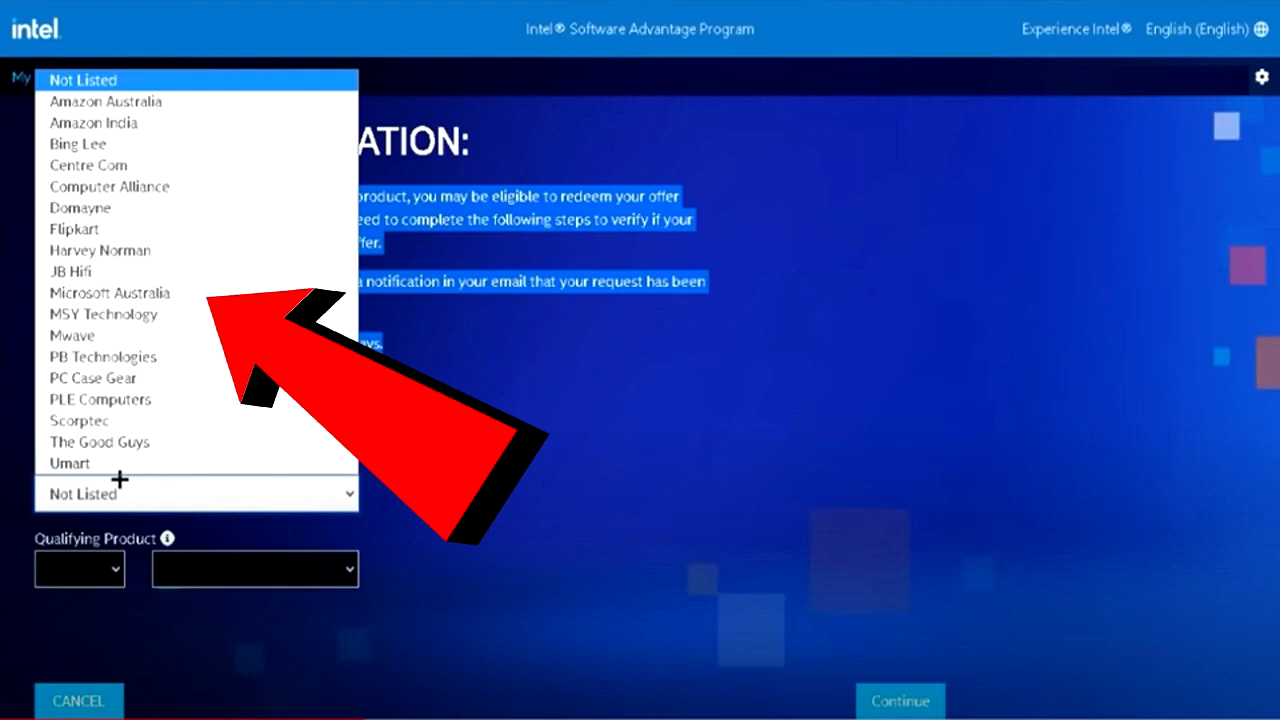 intel.
Intel® Software Advantage Program
Experience Intel®
English (English)
My
Not Listed
Amazon Australia
Amazon India
Bing Lee
Centre Com
Computer Alliance
Domayne
Flipkart
Harvey Norman
JB Hifi
Microsoft Australia
MSY Technology
Mwave
PB Technologies
PC Case Gear
PLE Computers
Scorptec
The Good Guys
Umart
Not Listed
ATION:
product, you may be eligible to redeem your offer
eed to complete the following steps to verify if your
ffer.
a notification in your email that your request has been
ays.
Qualifying Product
CANCEL
Continue